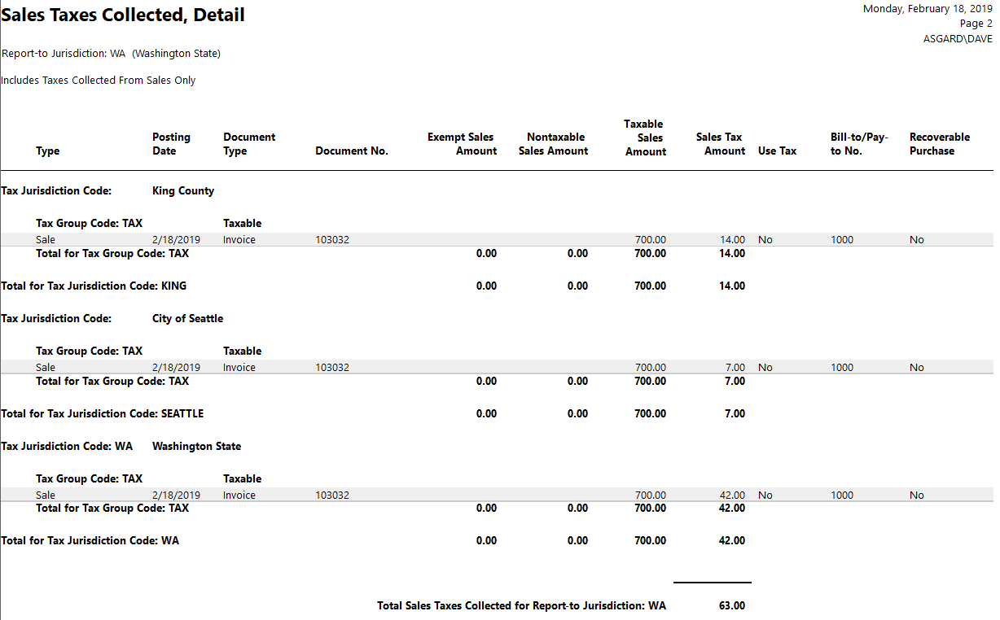 Sales Taxes Collected, Detail
Monday, February 18, 2019
Page 2
ASGARD\DAVE
Report-to Jurisdiction: WA (Washington State)
Includes Taxes Collected From Sales Only
Type Posting Date Document Type Document No. Exempt Sales Amount Nontaxable Sales Amount Taxable Sales Amount Sales Tax Amount Use Tax Bill-to/Pay-to No. Recoverable Purchase
Tax Jurisdiction Code: King County
Tax Group Code: TAX Taxable
Sale 2/18/2019 Invoice 103032 700.00 14.00 No 1000 No
Total for Tax Group Code: TAX 0.00 0.00 700.00 14.00
Total for Tax Jurisdiction Code: KING 0.00 0.00 700.00 14.00
Tax Jurisdiction Code: City of Seattle
Tax Group Code: TAX Taxable
Sale 2/18/2019 Invoice 103032 700.00 7.00 No 1000 No
Total for Tax Group Code: TAX 0.00 0.00 700.00 7.00
Total for Tax Jurisdiction Code: SEATTLE 0.00 0.00 700.00 7.00
Tax Jurisdiction Code: WA Washington State
Tax Group Code: TAX Taxable
Sale 2/18/2019 Invoice 103032 700.00 42.00 No 1000 No
Total for Tax Group Code: TAX 0.00 0.00 700.00 42.00
Total for Tax Jurisdiction Code: WA 0.00 0.00 700.00 42.00
Total Sales Taxes Collected for Report-to Jurisdiction: WA 63.00